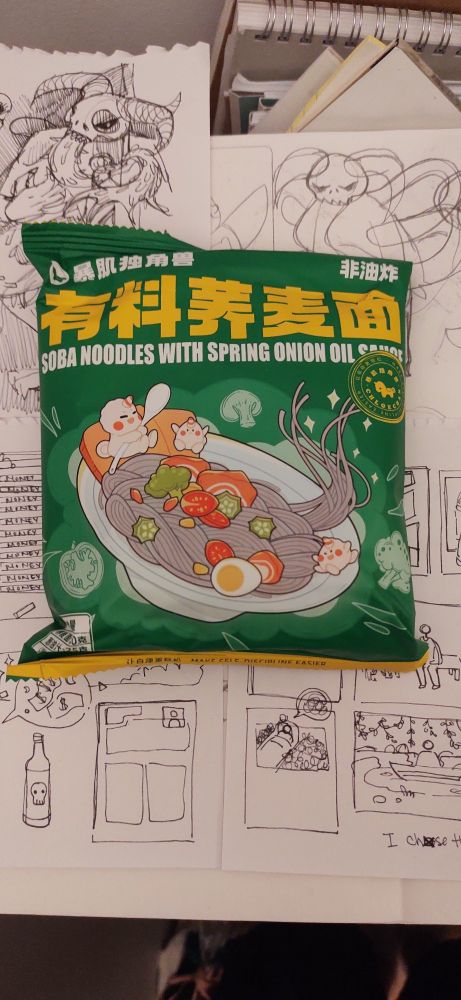 暴肌独角兽
非油炸
有料荞麦面
SOBA NOODLES WITH SPRING ONION OIL SAUCE
MONEY
MONEY
MONEY
MONEY
MONEY
MONEY
MONEY
MONEY
MAKE SELF-DISCIPLINE EASIER
$
I